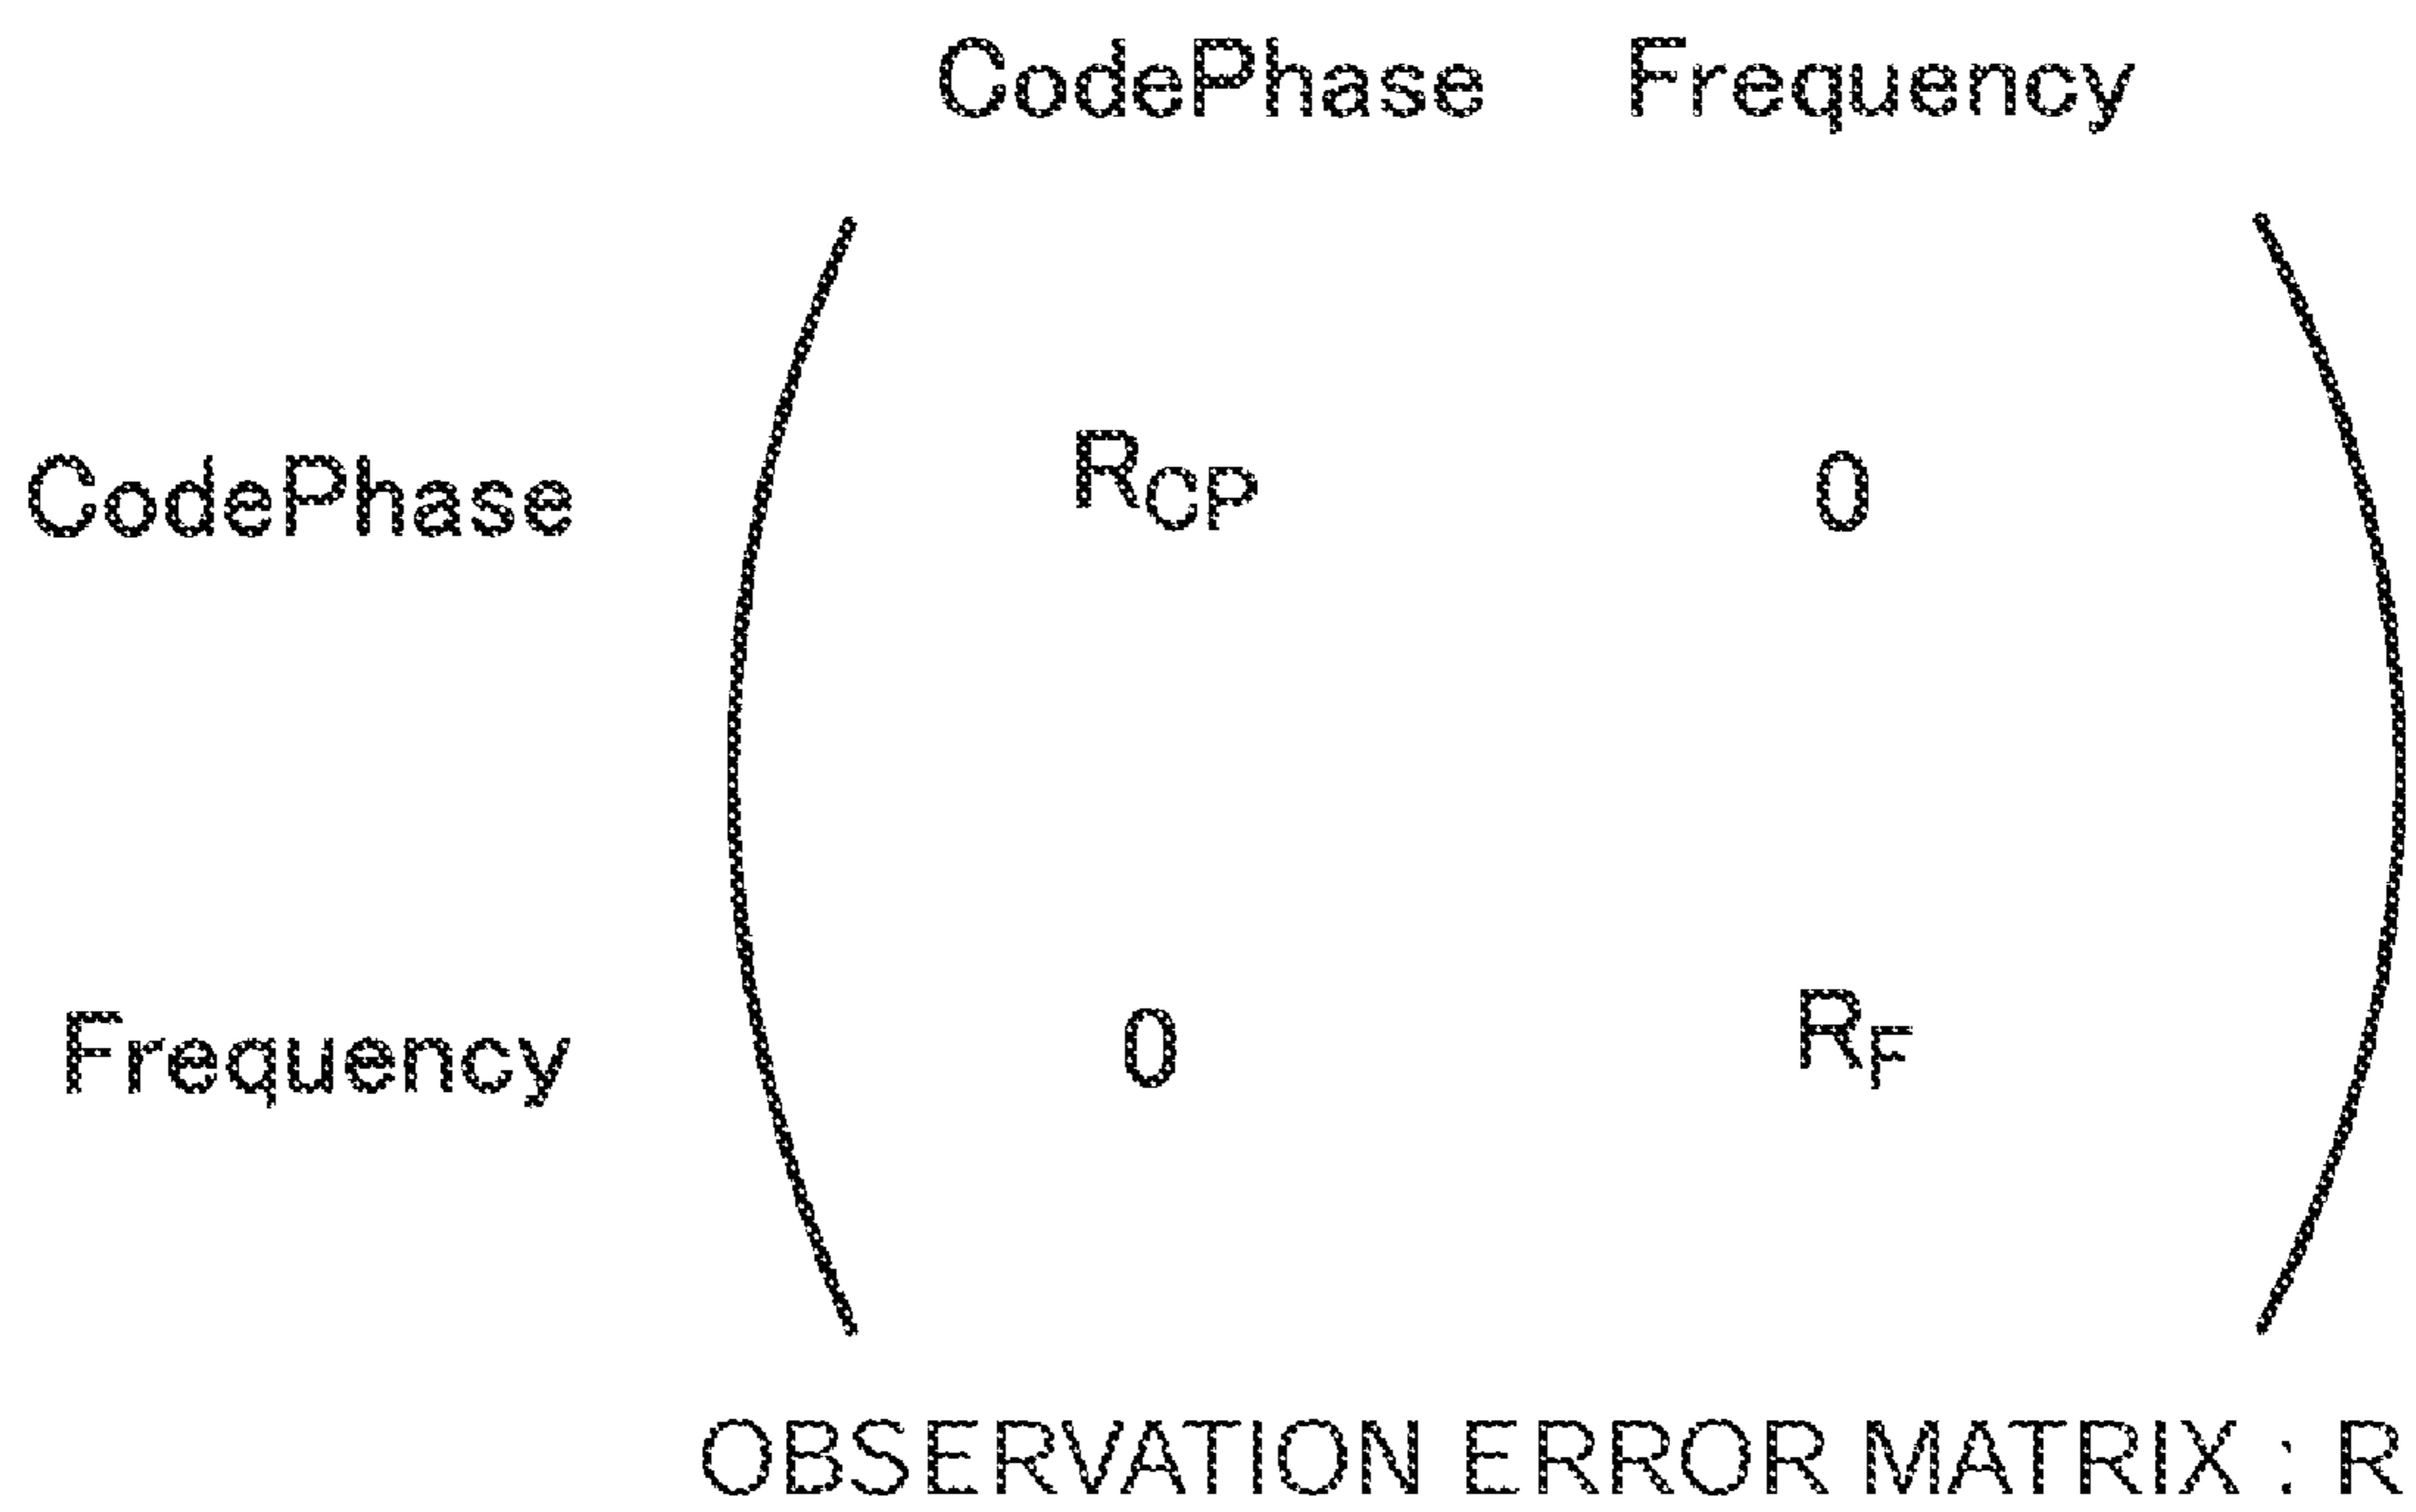 CodePhase Frequency
CodePhase R_CP 0
Frequency 0 R_F
OBSERVATION ERROR MATRIX : R